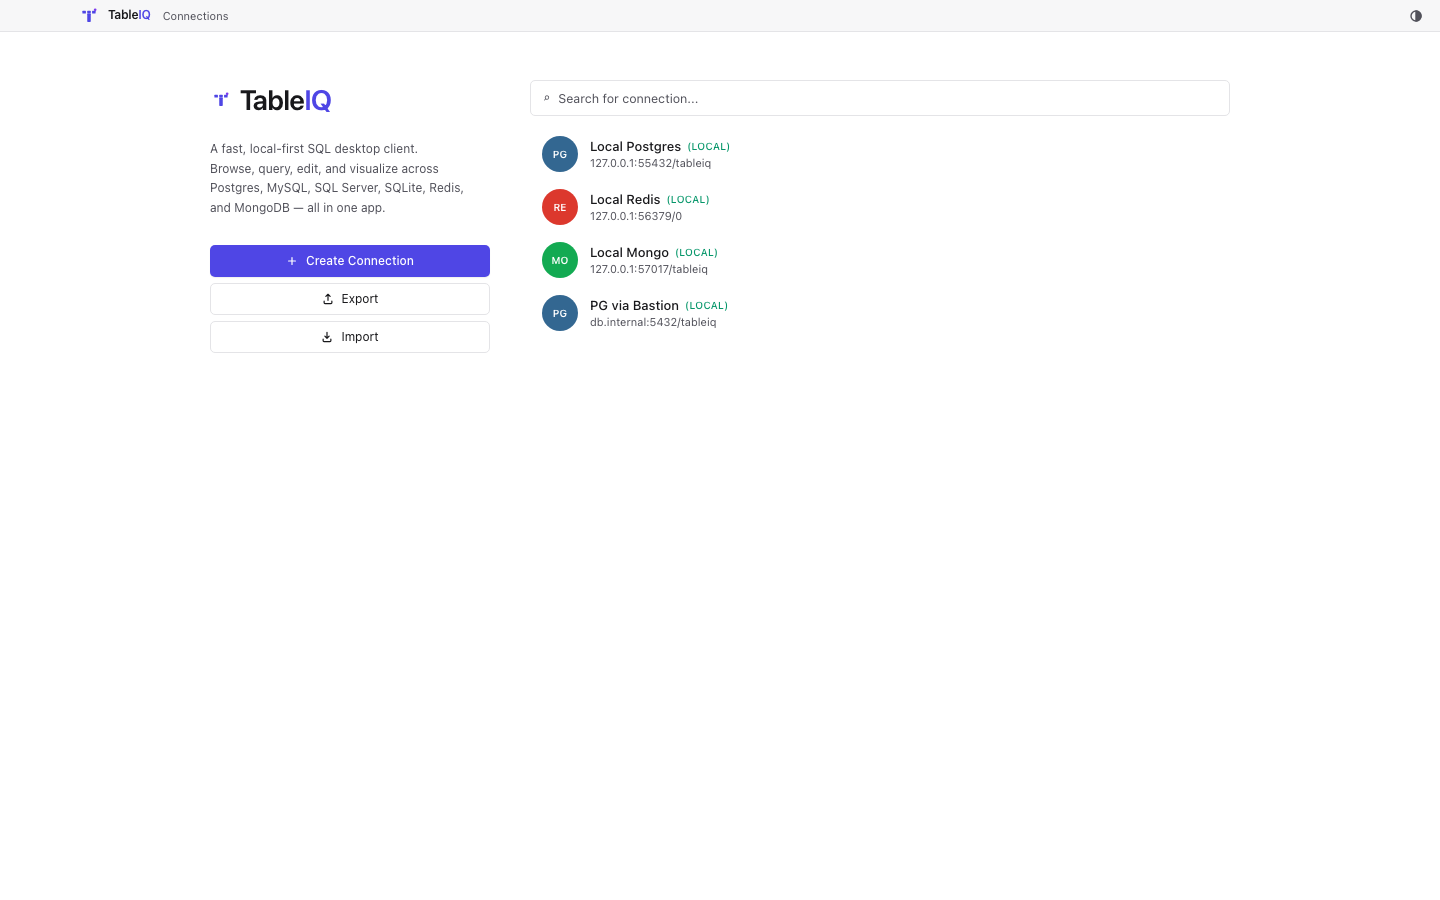 TableIQ Connections
TableIQ
A fast, local-first SQL desktop client.
Browse, query, edit, and visualize across
Postgres, MySQL, SQL Server, SQLite, Redis,
and MongoDB — all in one app.
Create Connection
Export
Import
Search for connection...
PG
Local Postgres (LOCAL)
127.0.0.1:55432/tableiq
RE
Local Redis (LOCAL)
127.0.0.1:56379/0
MO
Local Mongo (LOCAL)
127.0.0.1:57017/tableiq
PG
PG via Bastion (LOCAL)
db.internal:5432/tableiq